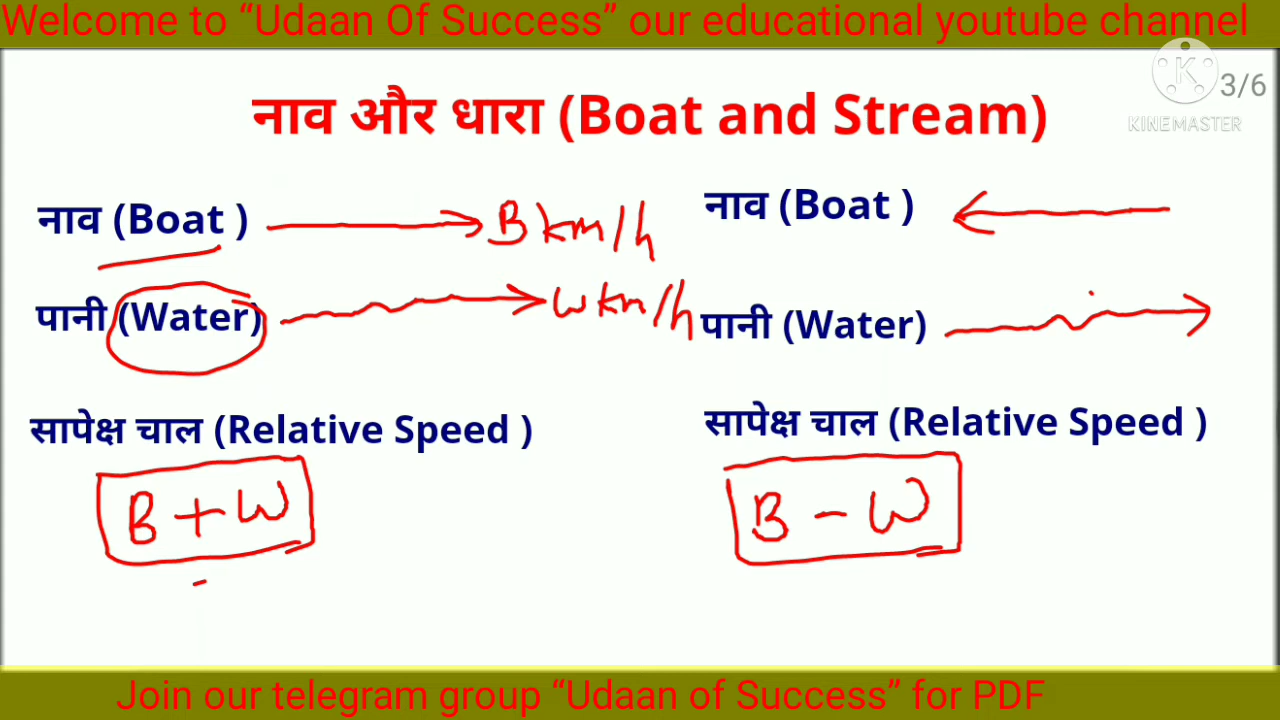 Welcome to “Udaan Of Success” our educational youtube channel
3/6
KINEMASTER
नाव और धारा (Boat and Stream)
नाव (Boat ) B km/h
पानी (Water) w km/h
सापेक्ष चाल (Relative Speed )
B + W
नाव (Boat )
पानी (Water)
सापेक्ष चाल (Relative Speed )
B - W
Join our telegram group “Udaan of Success” for PDF